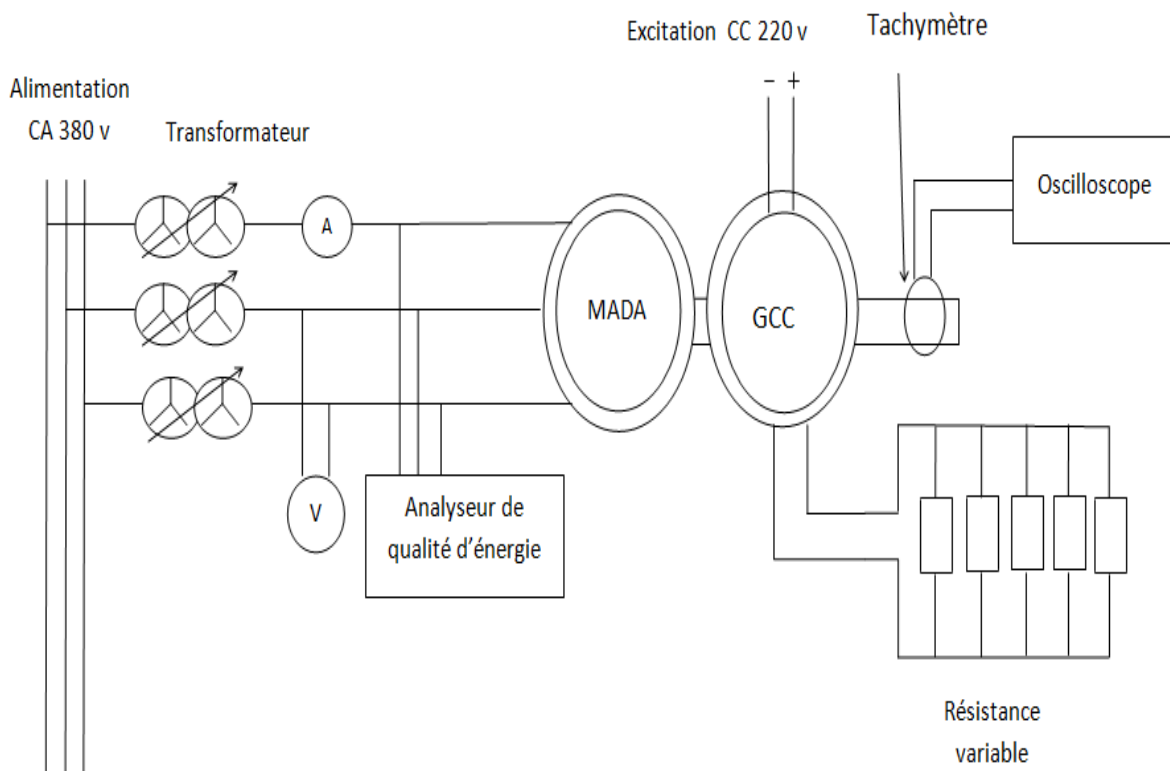 Excitation CC 220 v
Tachymètre
− +
Alimentation
CA 380 v
Transformateur
Oscilloscope
A
MADA
GCC
V
Analyseur de
qualité d'énergie
Résistance
variable